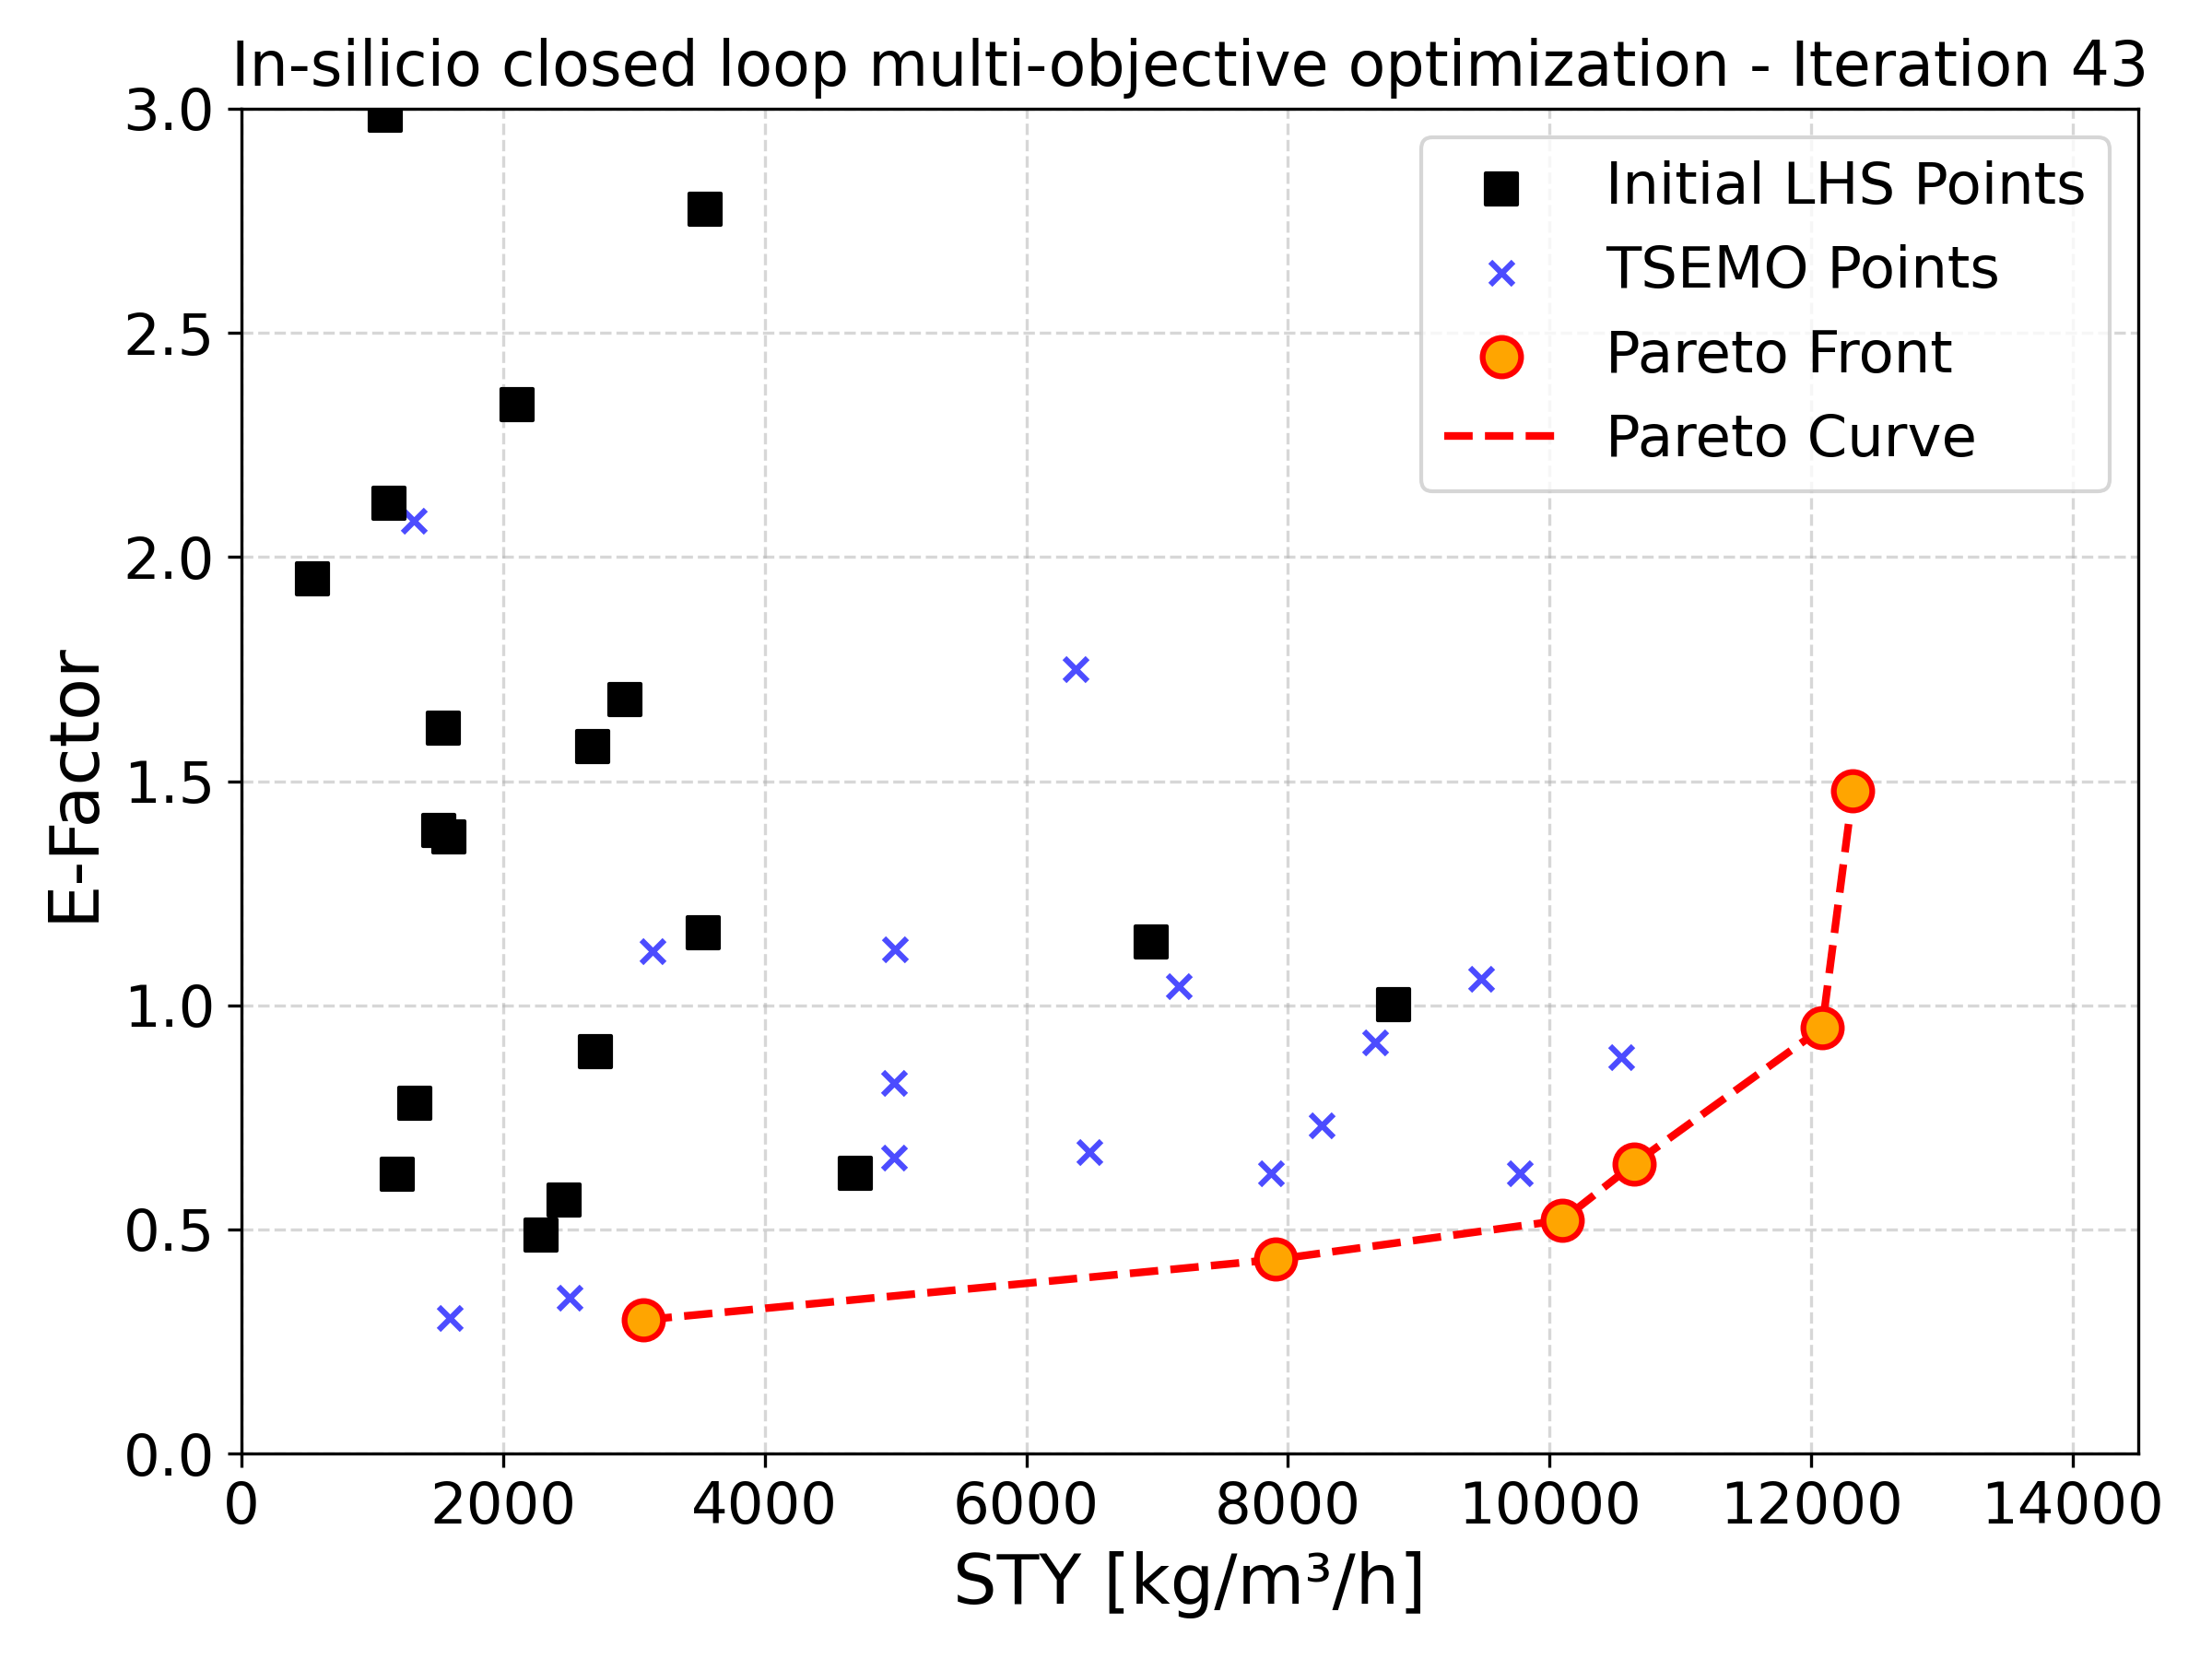 In-silicio closed loop multi-objective optimization - Iteration 43
3.0
2.5
2.0
1.5
1.0
0.5
0.0
E-Factor
Initial LHS Points
TSEMO Points
Pareto Front
Pareto Curve
0 2000 4000 6000 8000 10000 12000 14000
STY [kg/m³/h]